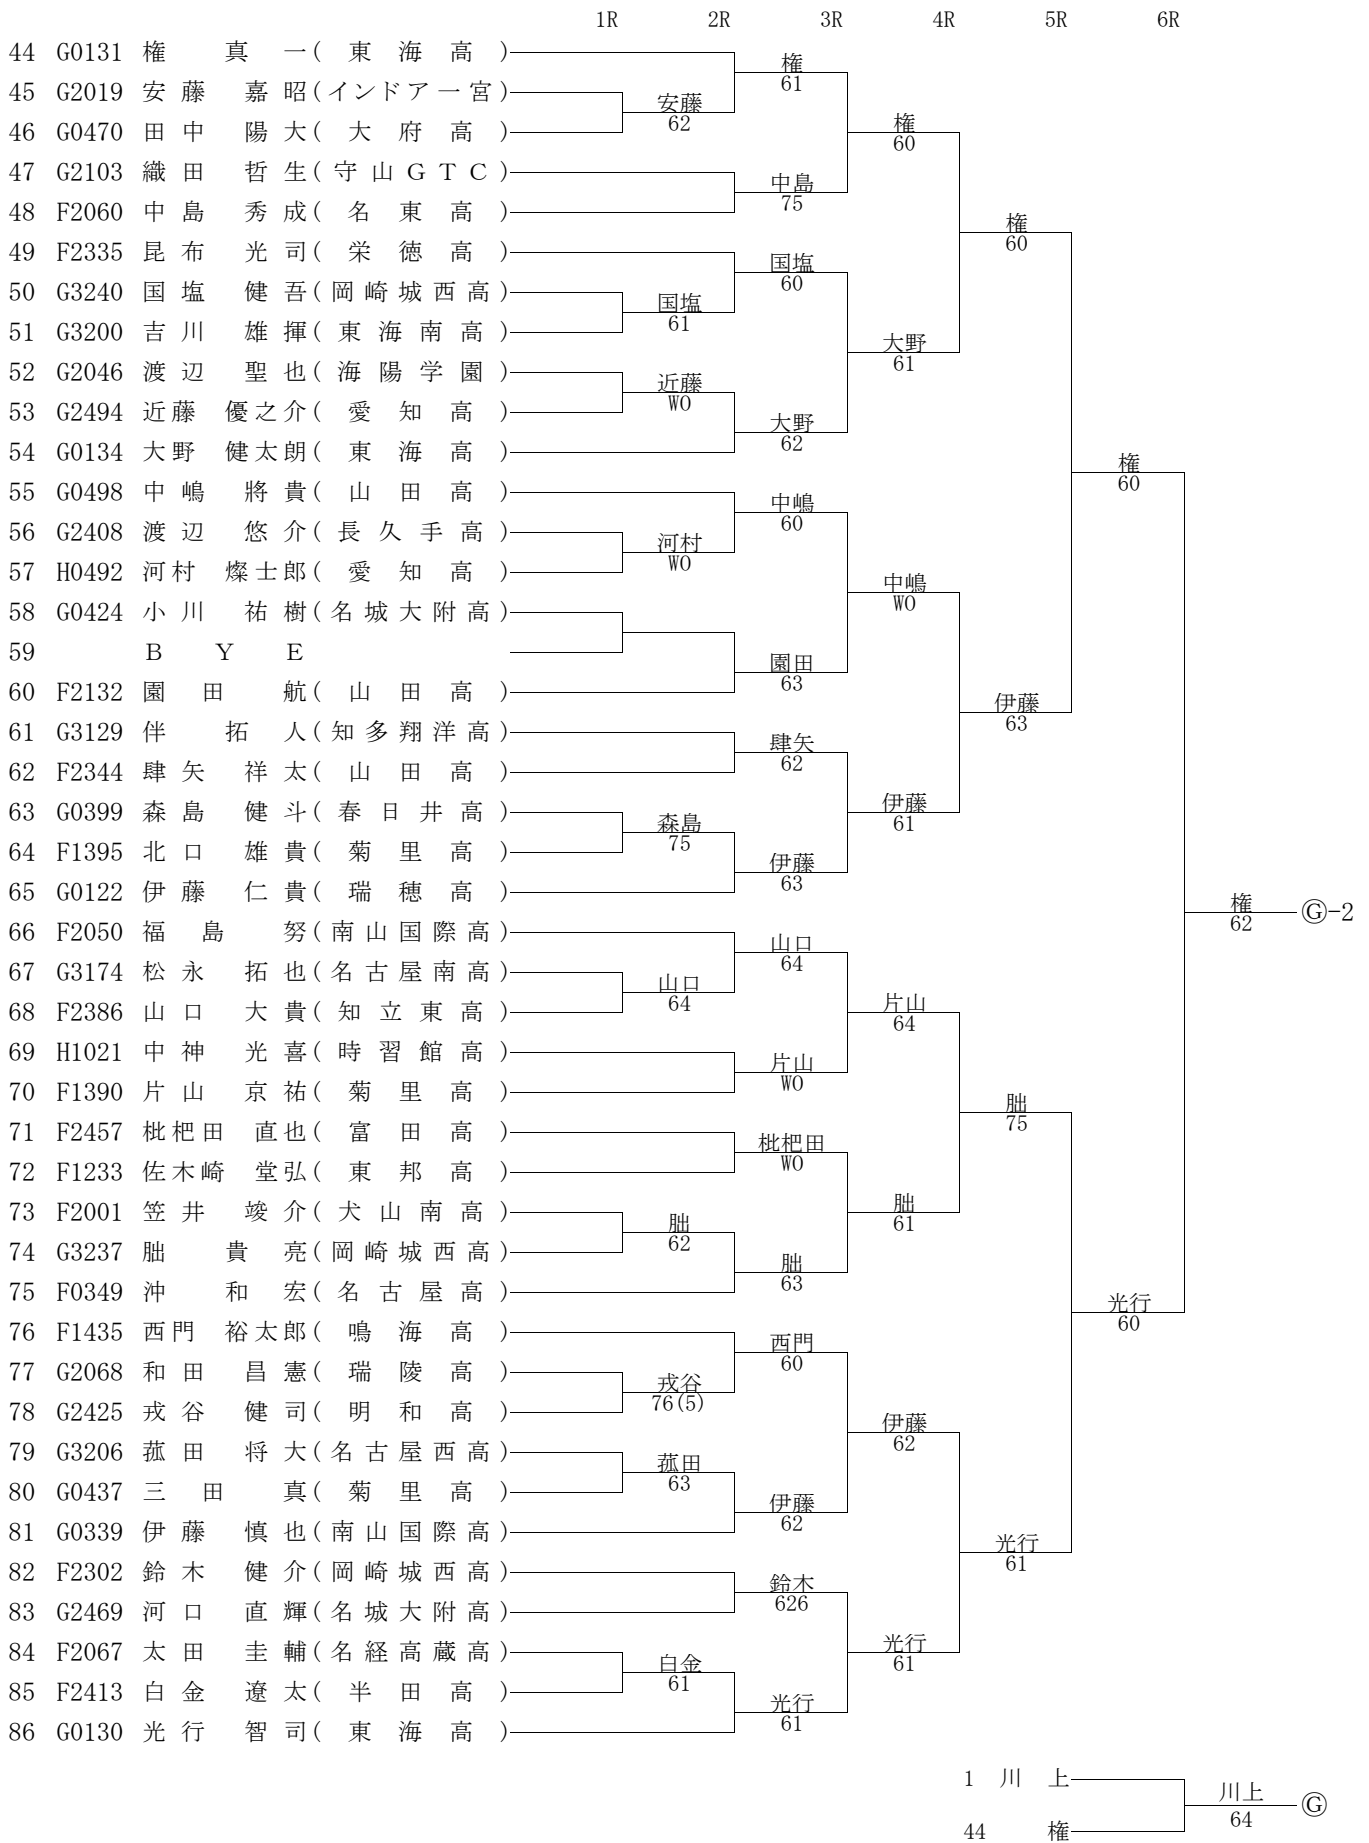 1R 2R 3R 4R 5R 6R
44 G0131 権 真 一( 東 海 高 )
権
61
45 G2019 安 藤 嘉 昭(インドア一宮)
安藤
62
46 G0470 田 中 陽 大( 大 府 高 )
権
60
47 G2103 織 田 哲 生( 守 山 G T C )
中島
75
48 F2060 中 島 秀 成( 名 東 高 )
権
60
49 F2335 昆 布 光 司( 栄 徳 高 )
国塩
60
50 G3240 国 塩 健 吾( 岡 崎 城 西 高 )
国塩
61
51 G3200 吉 川 雄 揮( 東 海 南 高 )
大野
61
52 G2046 渡 辺 聖 也( 海 陽 学 園 )
近藤
WO
53 G2494 近藤 優之介( 愛 知 高 )
大野
62
54 G0134 大野 健太朗( 東 海 高 )
権
60
55 G0498 中 嶋 將 貴( 山 田 高 )
中嶋
60
56 G2408 渡 辺 悠 介( 長 久 手 高 )
河村
WO
57 H0492 河村 燦士郎( 愛 知 高 )
中嶋
WO
58 G0424 小 川 祐 樹( 名 城 大 附 高 )
59 B Y E
園田
63
60 F2132 園 田 航( 山 田 高 )
伊藤
63
61 G3129 伴 拓 人( 知 多 翔 洋 高 )
肆矢
62
62 F2344 肆 矢 祥 太( 山 田 高 )
63 G0399 森 島 健 斗( 春 日 井 高 )
伊藤
61
森島
75
64 F1395 北 口 雄 貴( 菊 里 高 )
伊藤
63
65 G0122 伊 藤 仁 貴( 瑞 穂 高 )
権
62
Ⓖ-2
66 F2050 福 島 努( 南 山 国 際 高 )
山口
64
67 G3174 松 永 拓 也( 名 古 屋 南 高 )
山口
64
68 F2386 山 口 大 貴( 知 立 東 高 )
片山
64
69 H1021 中 神 光 喜( 時 習 館 高 )
片山
WO
70 F1390 片 山 京 祐( 菊 里 高 )
朏
75
71 F2457 枇杷田 直也( 富 田 高 )
枇杷田
WO
72 F1233 佐木崎 堂弘( 東 邦 高 )
73 F2001 笠 井 竣 介( 犬 山 南 高 )
朏
61
朏
62
74 G3237 朏 貴 亮( 岡 崎 城 西 高 )
朏
63
75 F0349 沖 和 宏( 名 古 屋 高 )
光行
60
76 F1435 西門 裕太郎( 鳴 海 高 )
西門
60
77 G2068 和 田 昌 憲( 瑞 陵 高 )
戎谷
76(5)
78 G2425 戎 谷 健 司( 明 和 高 )
伊藤
62
79 G3206 菰 田 将 大( 名 古 屋 西 高 )
菰田
63
80 G0437 三 田 真( 菊 里 高 )
伊藤
62
81 G0339 伊 藤 慎 也( 南 山 国 際 高 )
光行
61
82 F2302 鈴 木 健 介( 岡 崎 城 西 高 )
鈴木
626
83 G2469 河 口 直 輝( 名 城 大 附 高 )
84 F2067 太 田 圭 輔( 名 経 高 蔵 高 )
光行
61
白金
61
85 F2413 白 金 遼 太( 半 田 高 )
光行
61
86 G0130 光 行 智 司( 東 海 高 )
1 川 上
川上
64
Ⓖ
44 権